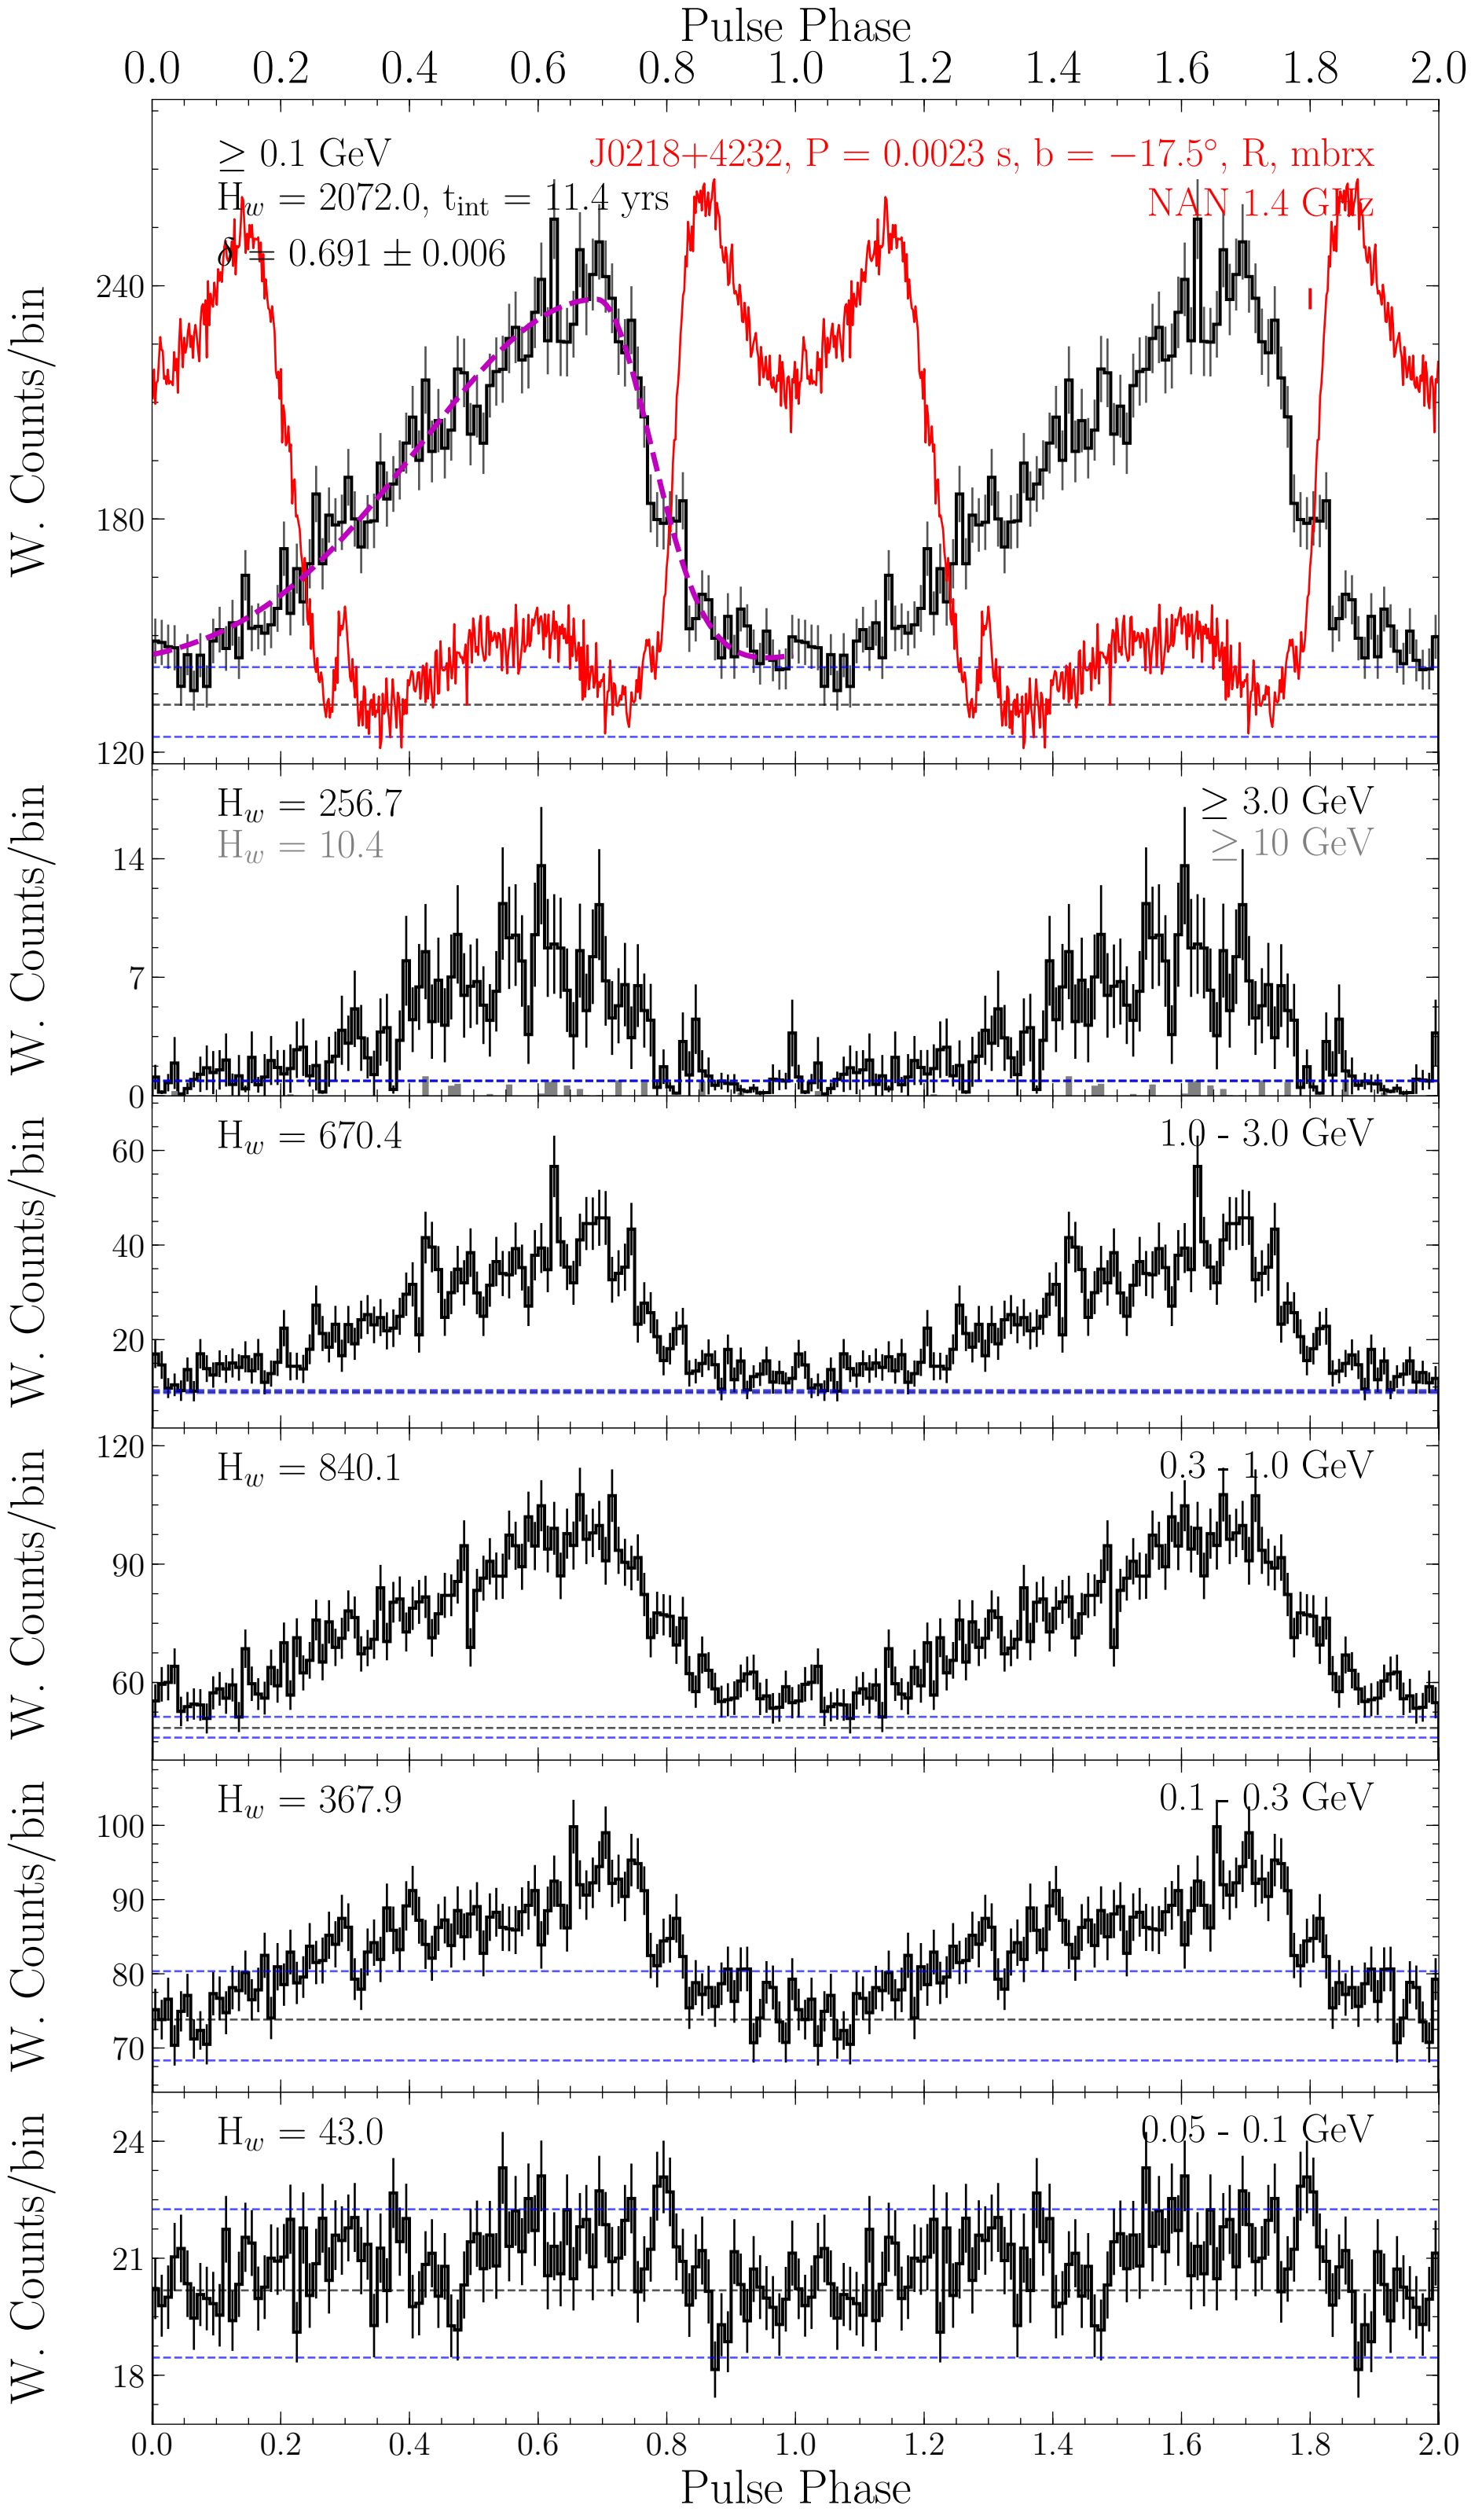 Pulse Phase
0.0 0.2 0.4 0.6 0.8 1.0 1.2 1.4 1.6 1.8 2.0
≥ 0.1 GeV
J0218+4232, P = 0.0023 s, b = −17.5°, R, mbrx
H_w = 2072.0, t_int = 11.4 yrs
NAN 1.4 GHz
δ = 0.691 ± 0.006
240
180
120
W. Counts/bin
H_w = 256.7
≥ 3.0 GeV
H_w = 10.4
≥ 10 GeV
14
7
0
W. Counts/bin
H_w = 670.4
1.0 - 3.0 GeV
60
40
20
W. Counts/bin
120
H_w = 840.1
0.3 - 1.0 GeV
90
60
W. Counts/bin
H_w = 367.9
0.1 - 0.3 GeV
100
90
80
70
W. Counts/bin
H_w = 43.0
0.05 - 0.1 GeV
24
21
18
W. Counts/bin
0.0 0.2 0.4 0.6 0.8 1.0 1.2 1.4 1.6 1.8 2.0
Pulse Phase